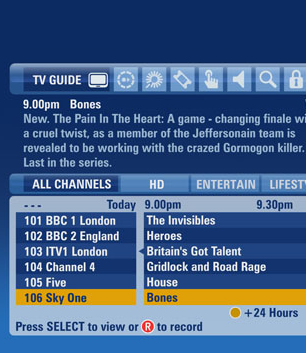 TV GUIDE
9.00pm Bones
New. The Pain In The Heart: A game - changing finale wi
a cruel twist, as a member of the Jeffersonain team is
revealed to be working with the crazed Gormogon killer.
Last in the series.
ALL CHANNELS HD ENTERTAIN LIFEST
--- Today 9.00pm 9.30pm
101 BBC 1 London The Invisibles
102 BBC 2 England Heroes
103 ITV1 London Britain's Got Talent
104 Channel 4 Gridlock and Road Rage
105 Five House
106 Sky One Bones
+24 Hours
Press SELECT to view or R to record